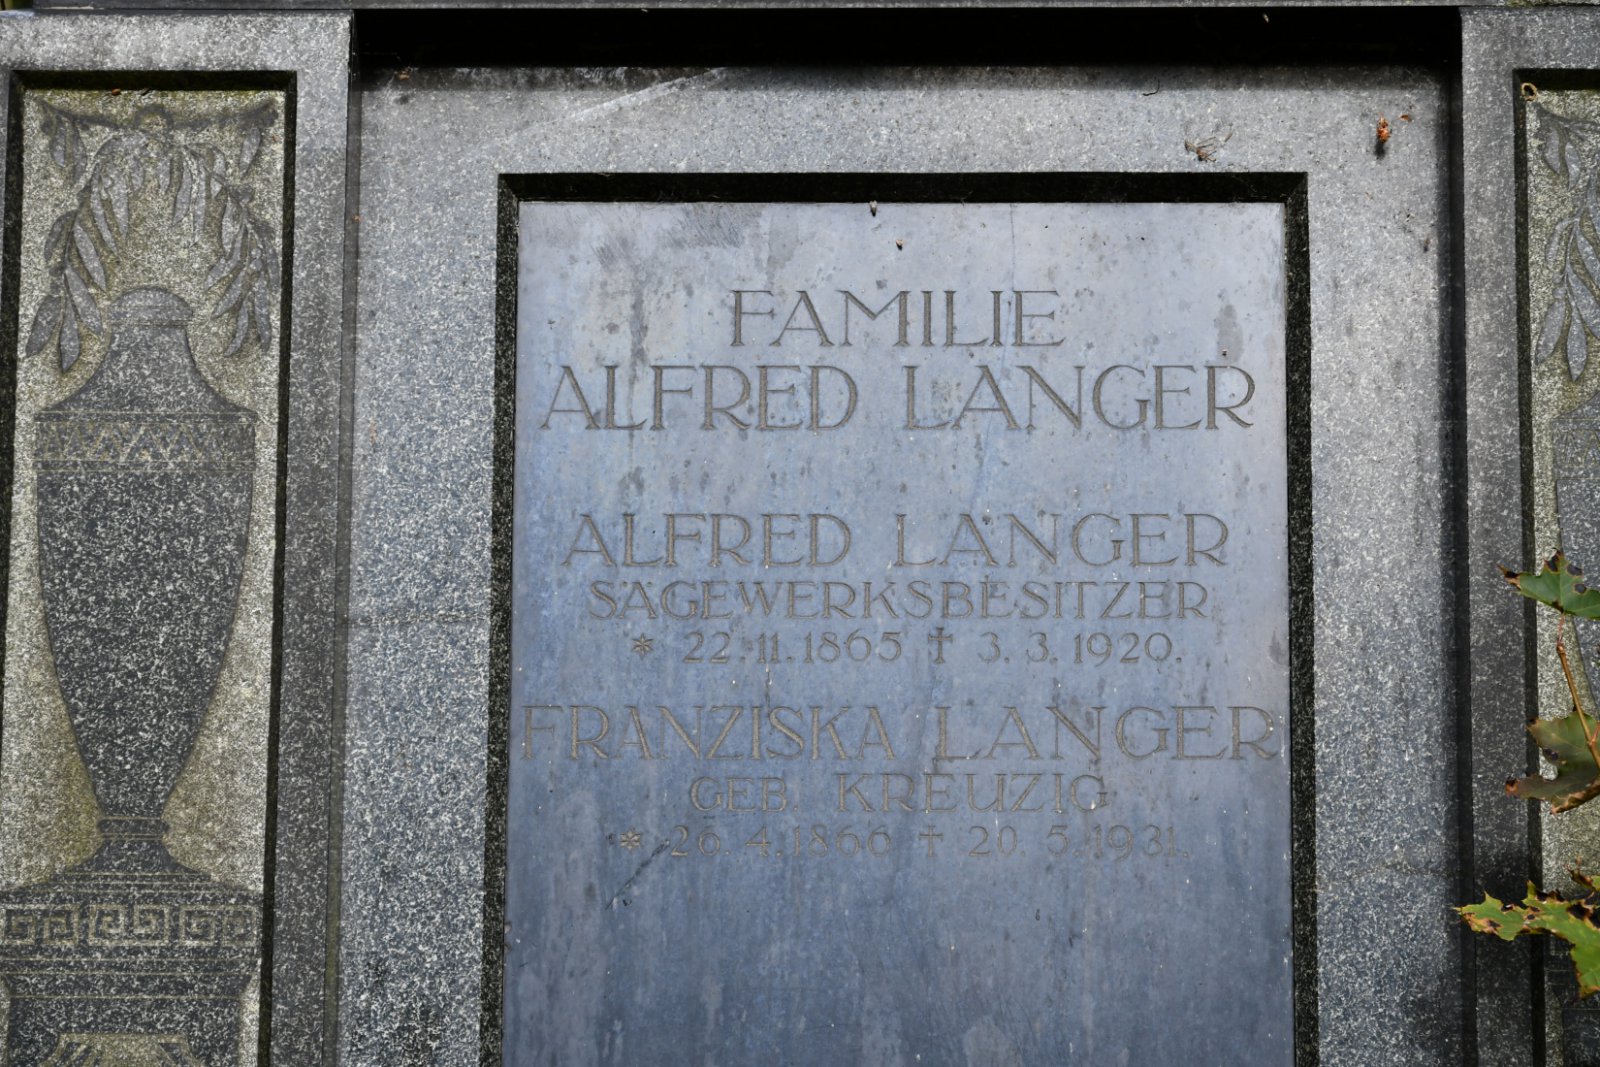 FAMILIE
ALFRED LANGER
ALFRED LANGER
SÄGEWERKSBESITZER
* 22.11.1865 † 3.3.1920.
FRANZISKA LANGER
GEB. KREUZIG
* 26.4.1866 † 20.5.1931.